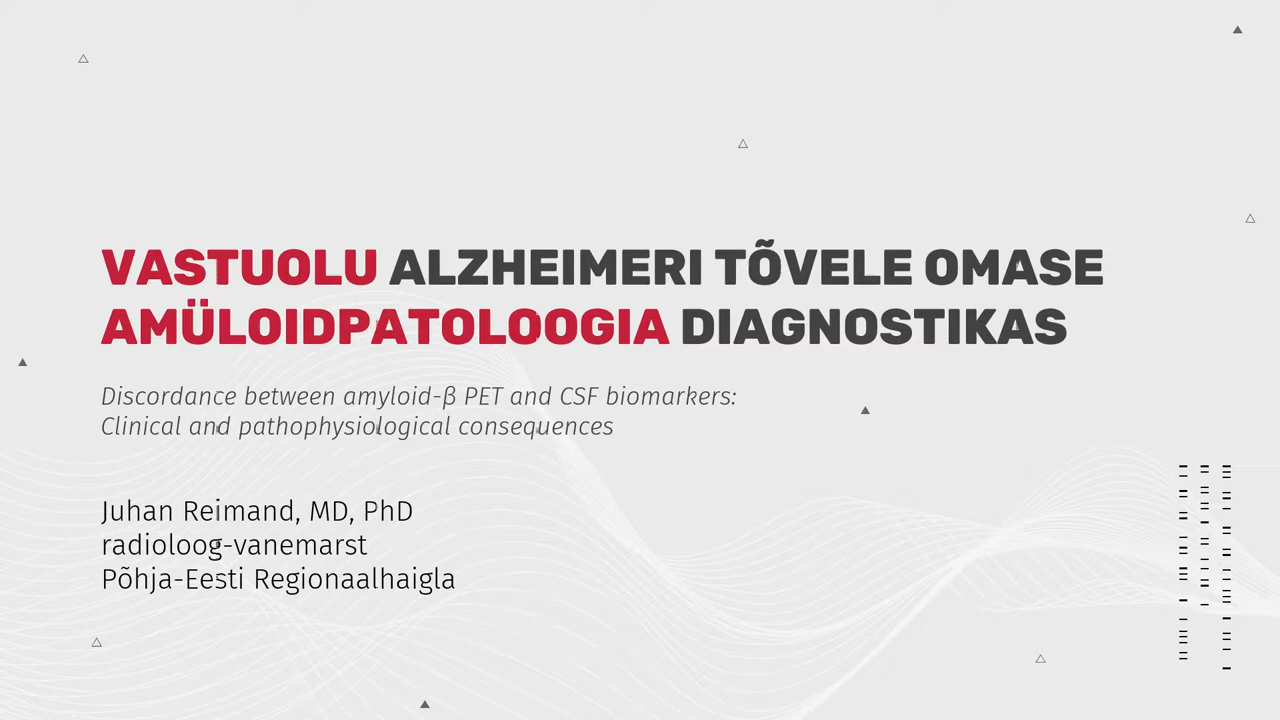 VASTUOLU ALZHEIMERI TÕVELE OMASE
AMÜLOIDPATOLOOGIA DIAGNOSTIKAS
Discordance between amyloid-β PET and CSF biomarkers:
Clinical and pathophysiological consequences
Juhan Reimand, MD, PhD
radioloog-vanemarst
Põhja-Eesti Regionaalhaigla